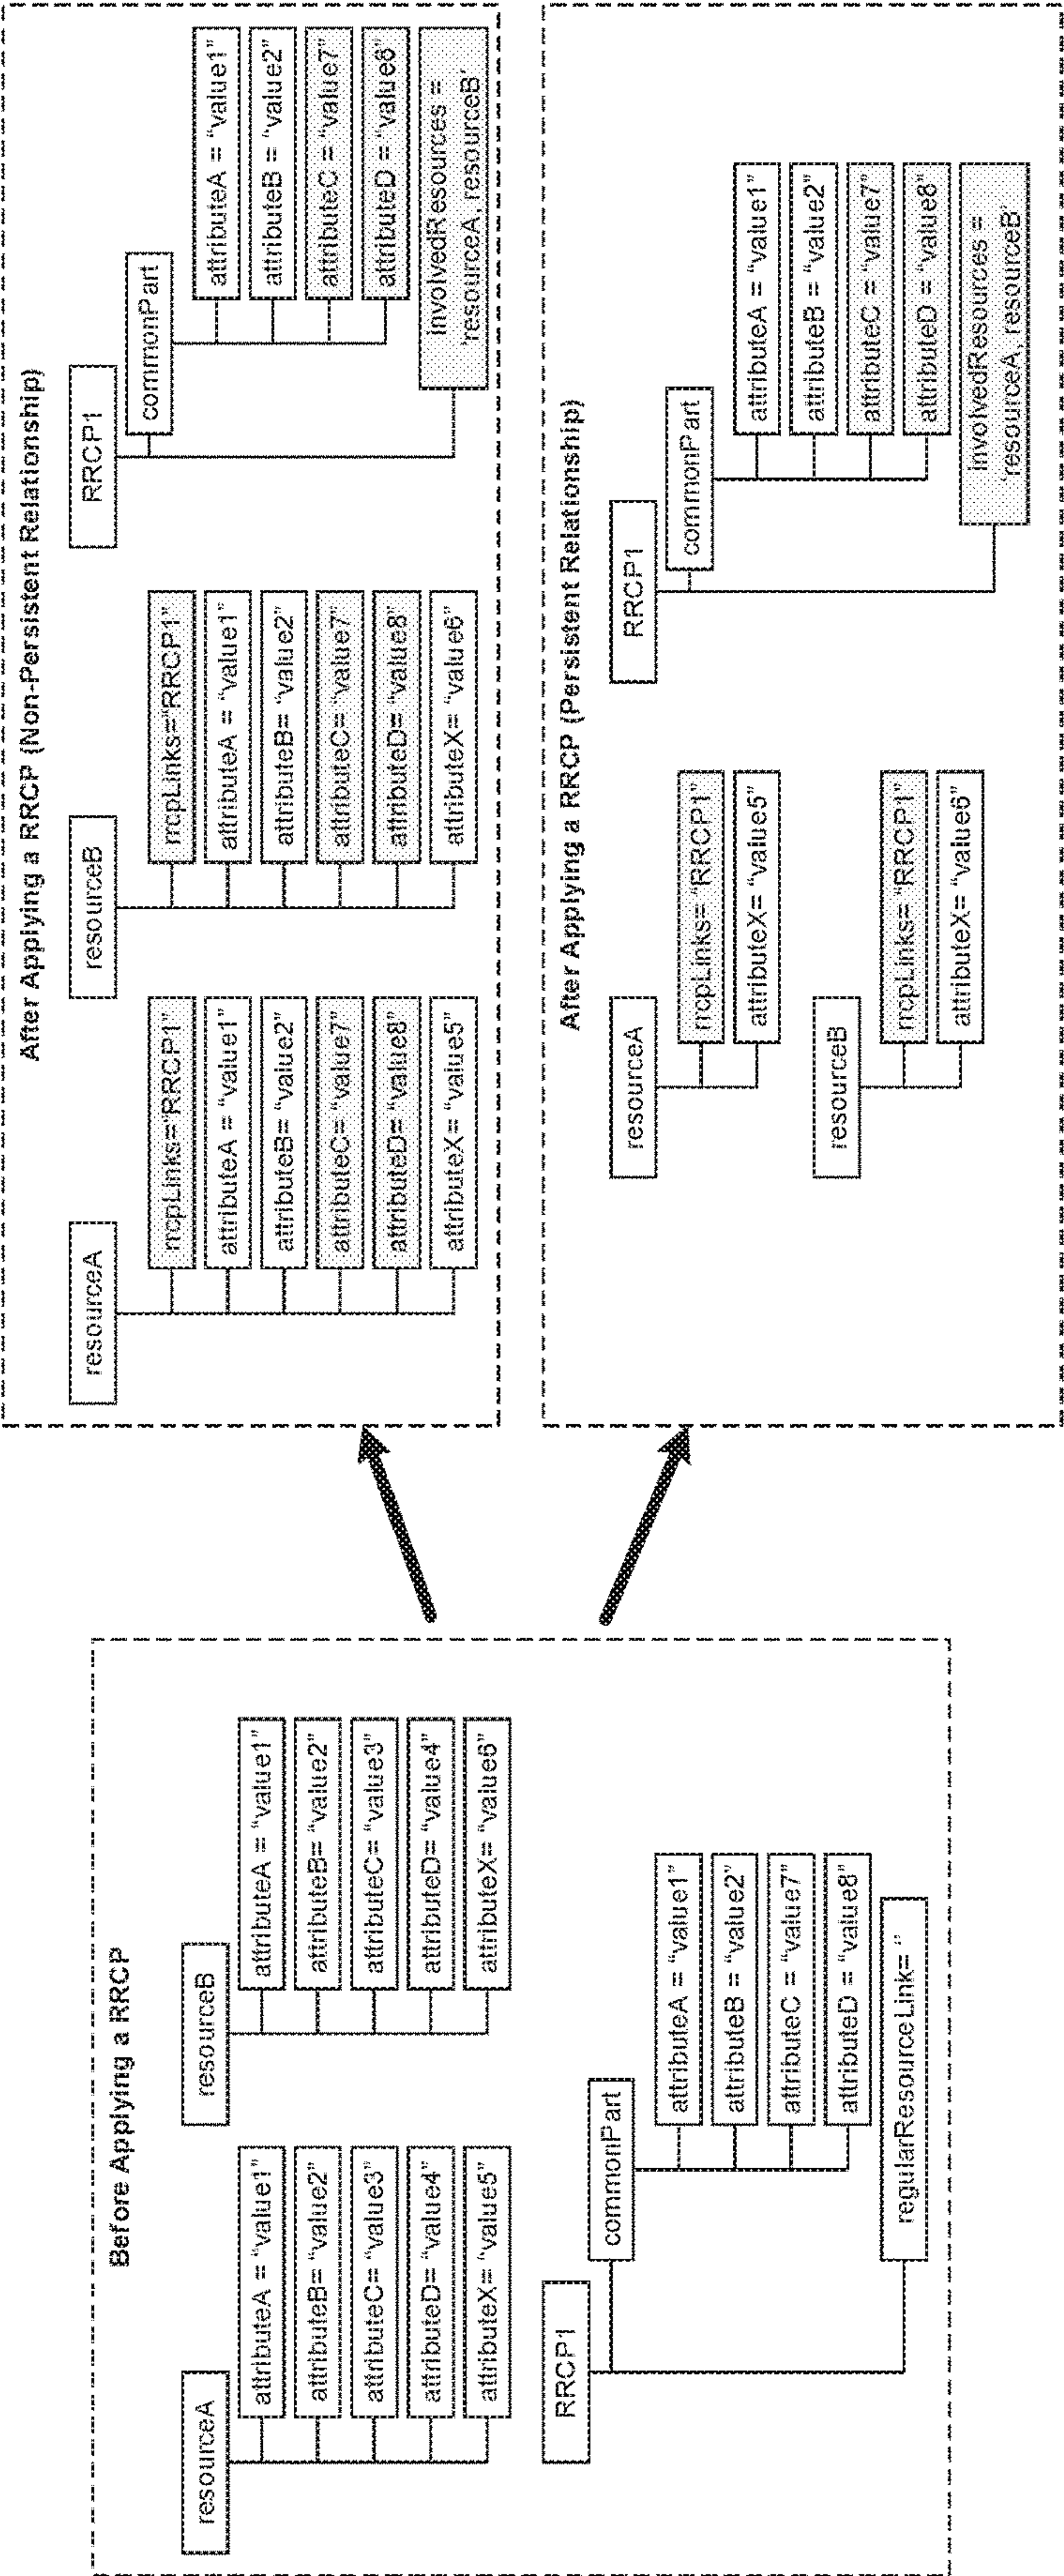 Before Applying a RRCP
resourceA
attributeA = “value1”
attributeB= “value2”
attributeC= “value3”
attributeD= “value4”
attributeX= “value5”
resourceB
attributeA = “value1”
attributeB= “value2”
attributeC= “value3”
attributeD= “value4”
attributeX= “value6”
RRCP1
commonPart
attributeA = “value1”
attributeB = “value2”
attributeC = “value7”
attributeD = “value8”
regularResourceLink= ‘’
After Applying a RRCP (Non-Persistent Relationship)
resourceA
rrcpLinks=“RRCP1”
attributeA = “value1”
attributeB= “value2”
attributeC= “value7”
attributeD= “value8”
attributeX= “value5”
resourceB
rrcpLinks=“RRCP1”
attributeA = “value1”
attributeB= “value2”
attributeC= “value7”
attributeD= “value8”
attributeX= “value6”
RRCP1
commonPart
attributeA = “value1”
attributeB = “value2”
attributeC = “value7”
attributeD = “value8”
involvedResources =
‘resourceA, resourceB’
After Applying a RRCP (Persistent Relationship)
resourceA
rrcpLinks= “RRCP1”
attributeX= “value5”
resourceB
rrcpLinks= “RRCP1”
attributeX= “value6”
RRCP1
commonPart
attributeA = “value1”
attributeB = “value2”
attributeC = “value7”
attributeD = “value8”
involvedResources =
‘resourceA, resourceB’